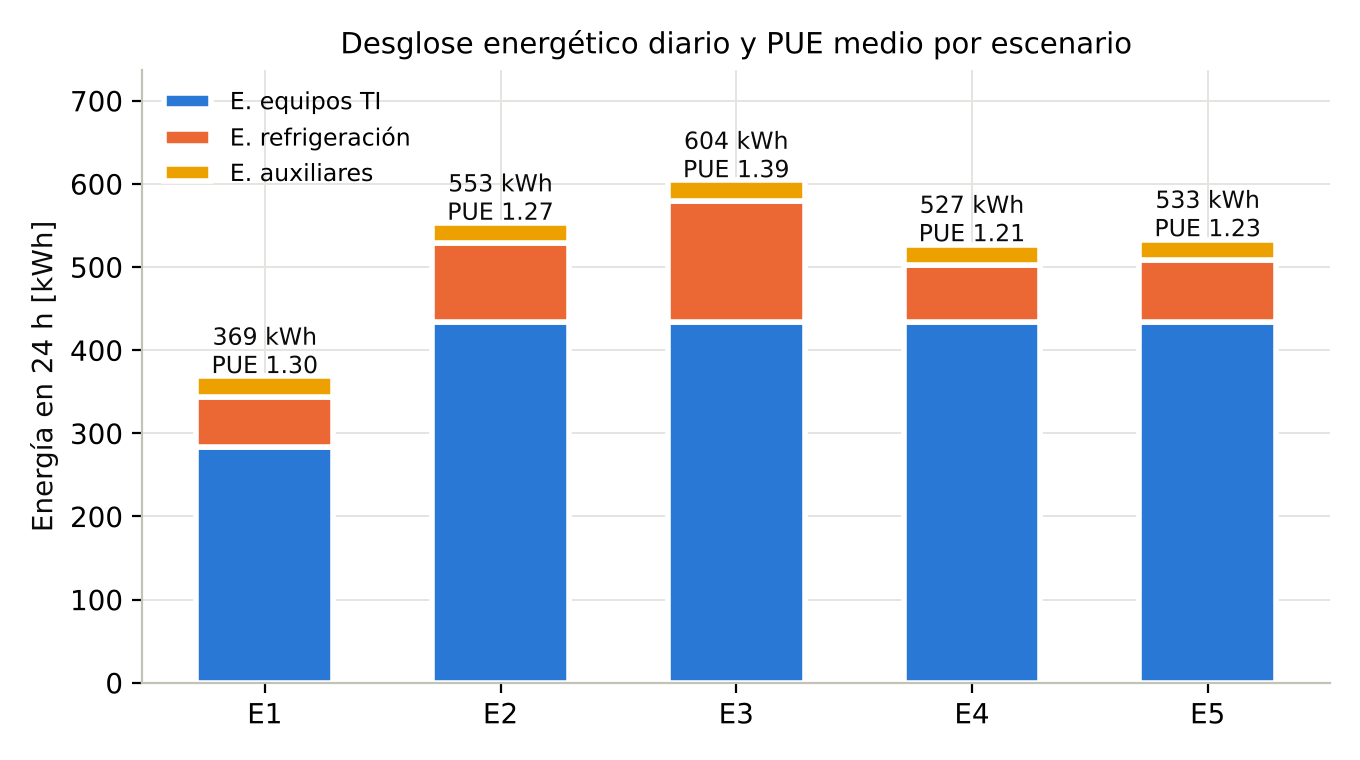 Desglose energético diario y PUE medio por escenario
Energía en 24 h [kWh]
700
600
500
400
300
200
100
0
E. equipos TI
E. refrigeración
E. auxiliares
369 kWh
PUE 1.30
553 kWh
PUE 1.27
604 kWh
PUE 1.39
527 kWh
PUE 1.21
533 kWh
PUE 1.23
E1
E2
E3
E4
E5